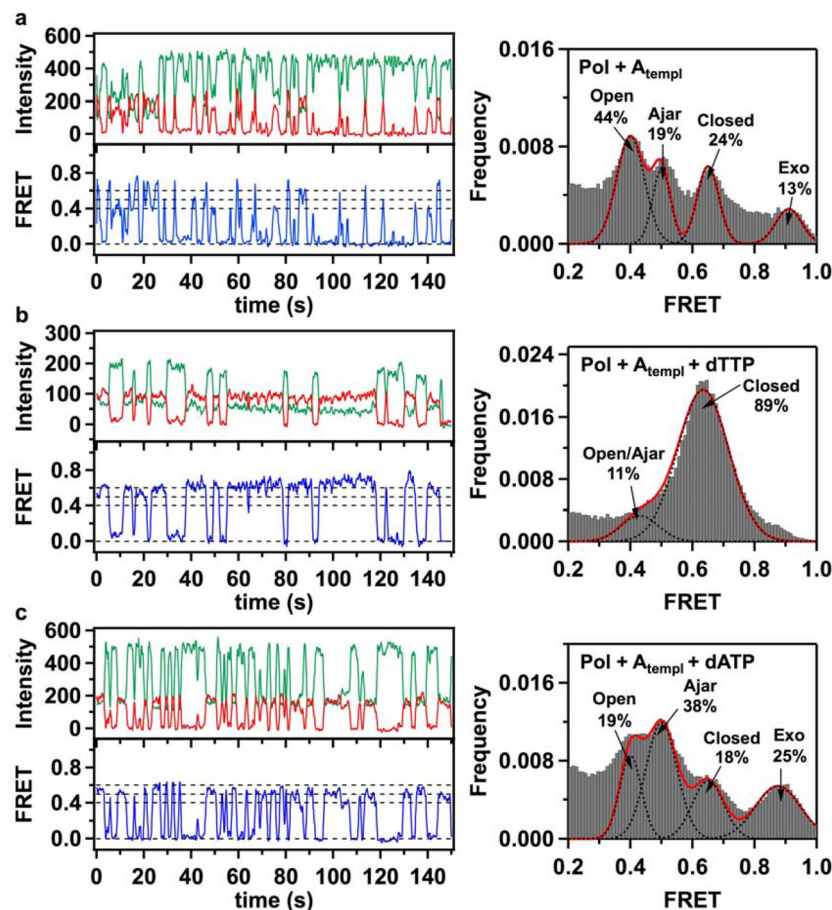 a
600
400
200
0
Intensity
0.8
0.4
0.0
FRET
0 20 40 60 80 100 120 140
time (s)
0.016
0.008
0.000
Frequency
Pol + Atempl
Open
44%
Ajar
19%
Closed
24%
Exo
13%
0.2 0.4 0.6 0.8 1.0
FRET
b
300
200
100
0
Intensity
0.8
0.4
0.0
FRET
0 20 40 60 80 100 120 140
time (s)
0.024
0.016
0.008
0.000
Frequency
Pol + Atempl + dTTP
Closed
89%
Open/Ajar
11%
0.2 0.4 0.6 0.8 1.0
FRET
c
600
400
200
0
Intensity
0.8
0.4
0.0
FRET
0 20 40 60 80 100 120 140
time (s)
0.016
0.008
0.000
Frequency
Pol + Atempl + dATP
Open
19%
Ajar
38%
Closed
18%
Exo
25%
0.2 0.4 0.6 0.8 1.0
FRET